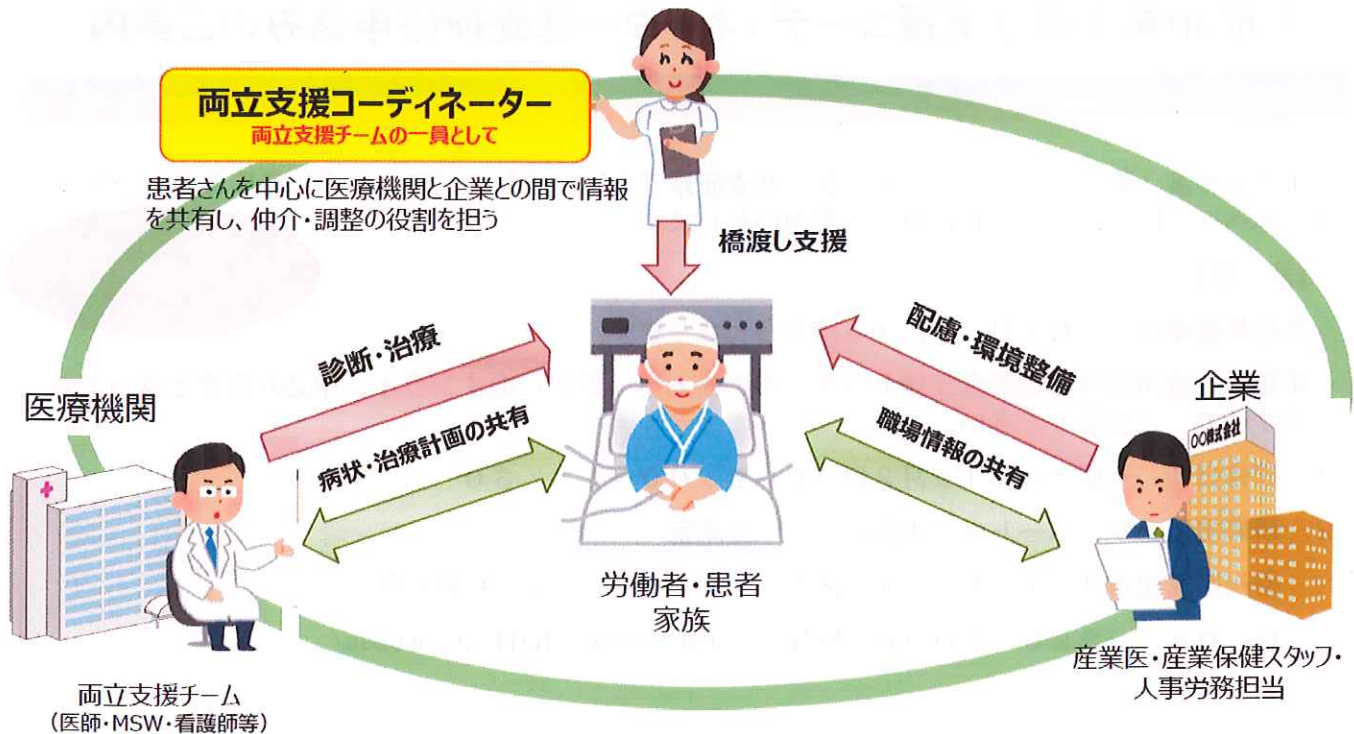 両立支援コーディネーター
両立支援チームの一員として
患者さんを中心に医療機関と企業との間で情報
を共有し、仲介・調整の役割を担う
橋渡し支援
診断・治療
配慮・環境整備
医療機関
企業
〇〇株式会社
病状・治療計画の共有
職場情報の共有
労働者・患者
家族
両立支援チーム
(医師・MSW・看護師等)
産業医・産業保健スタッフ・
人事労務担当